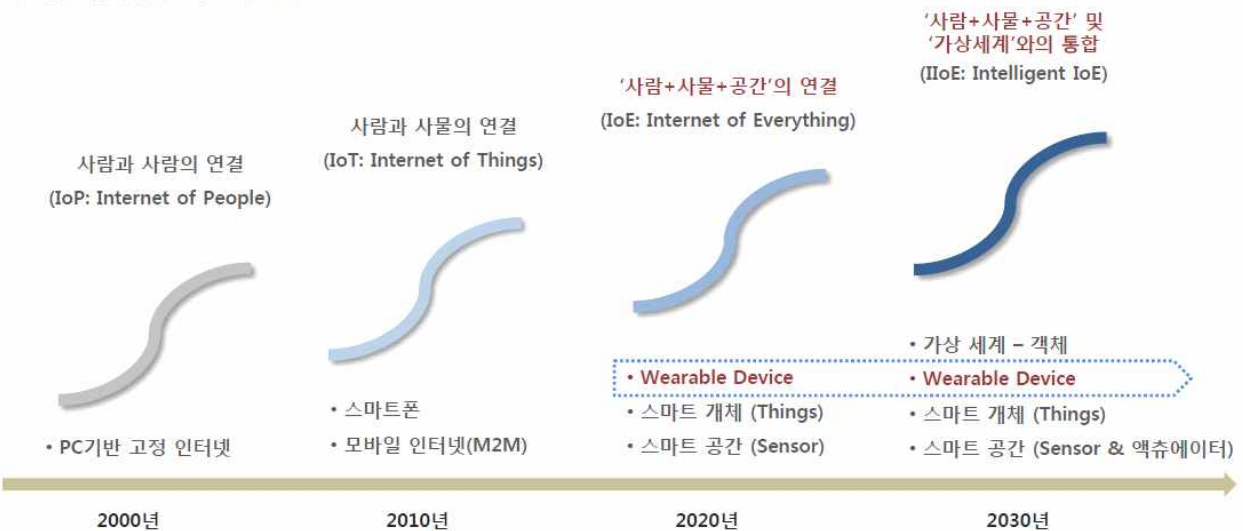 사람과 사람의 연결
(IoP: Internet of People)
• PC기반 고정 인터넷
2000년
사람과 사물의 연결
(IoT: Internet of Things)
• 스마트폰
• 모바일 인터넷(M2M)
2010년
‘사람+사물+공간’의 연결
(IoE: Internet of Everything)
• Wearable Device
• 스마트 개체 (Things)
• 스마트 공간 (Sensor)
2020년
‘사람+사물+공간’ 및
‘가상세계’와의 통합
(IIoE: Intelligent IoE)
• 가상 세계 – 객체
• Wearable Device
• 스마트 개체 (Things)
• 스마트 공간 (Sensor & 액츄에이터)
2030년